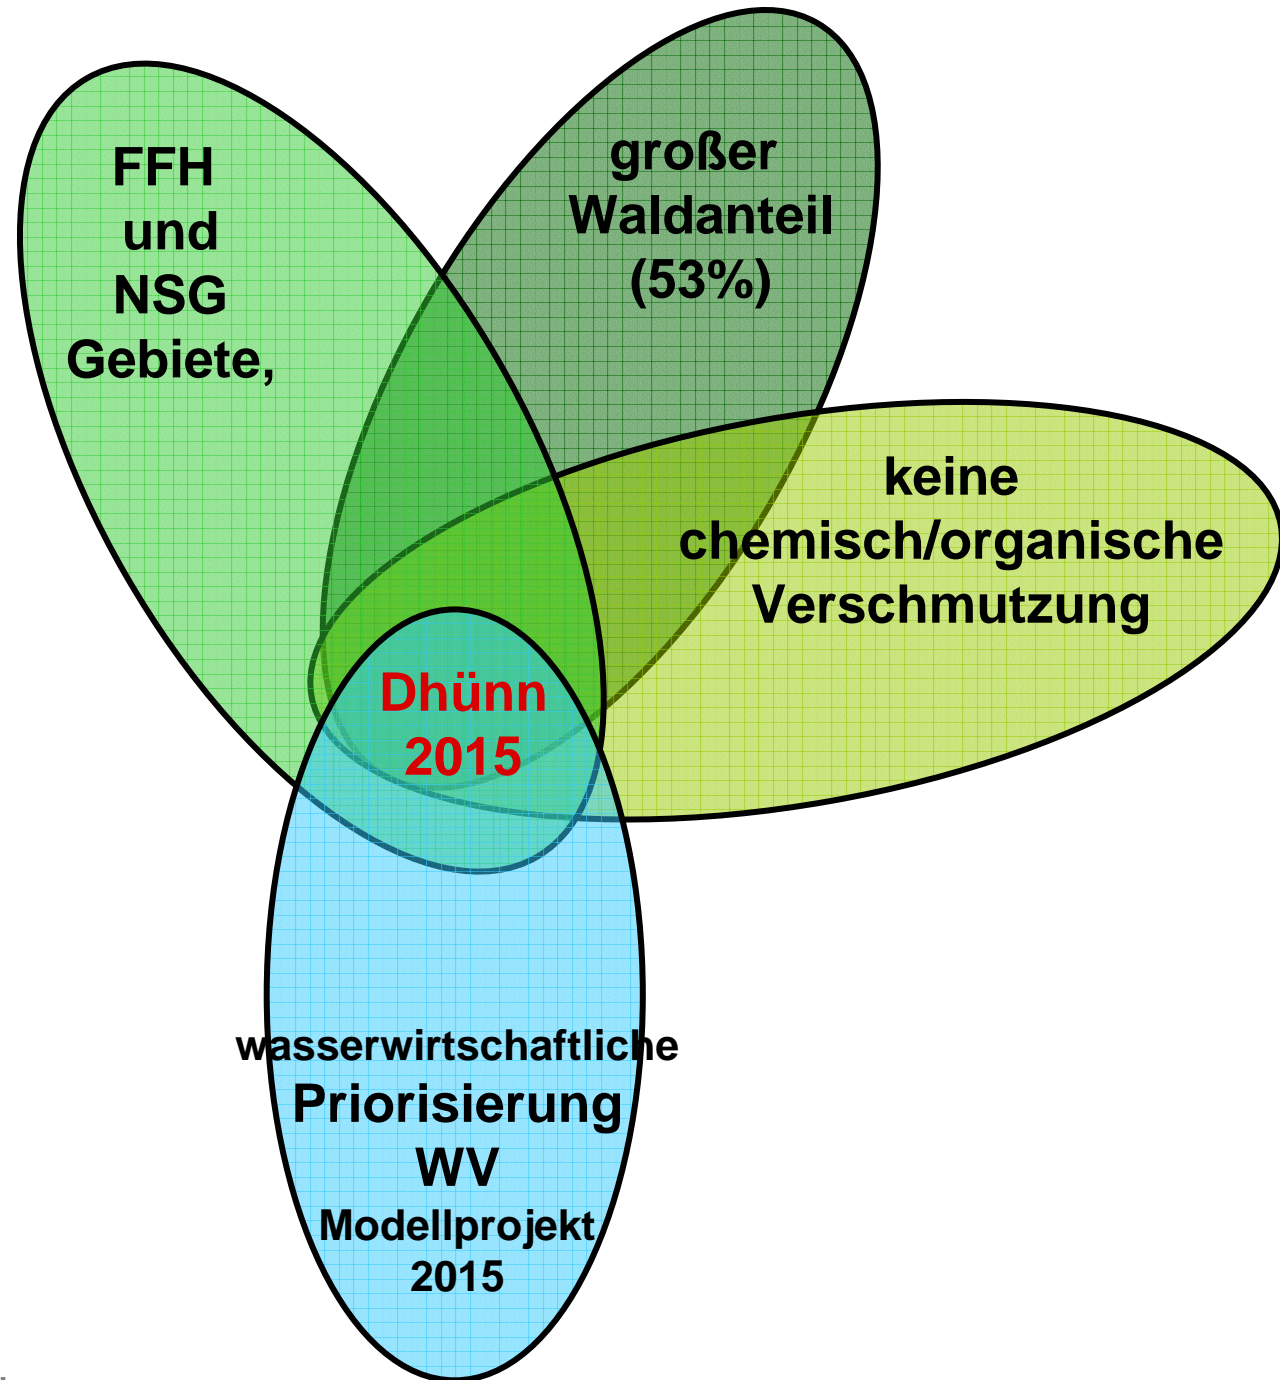 FFH
und
NSG
Gebiete,
großer
Waldanteil
(53%)
keine
chemisch/organische
Verschmutzung
Dhünn
2015
wasserwirtschaftliche
Priorisierung
WV
Modellprojekt
2015